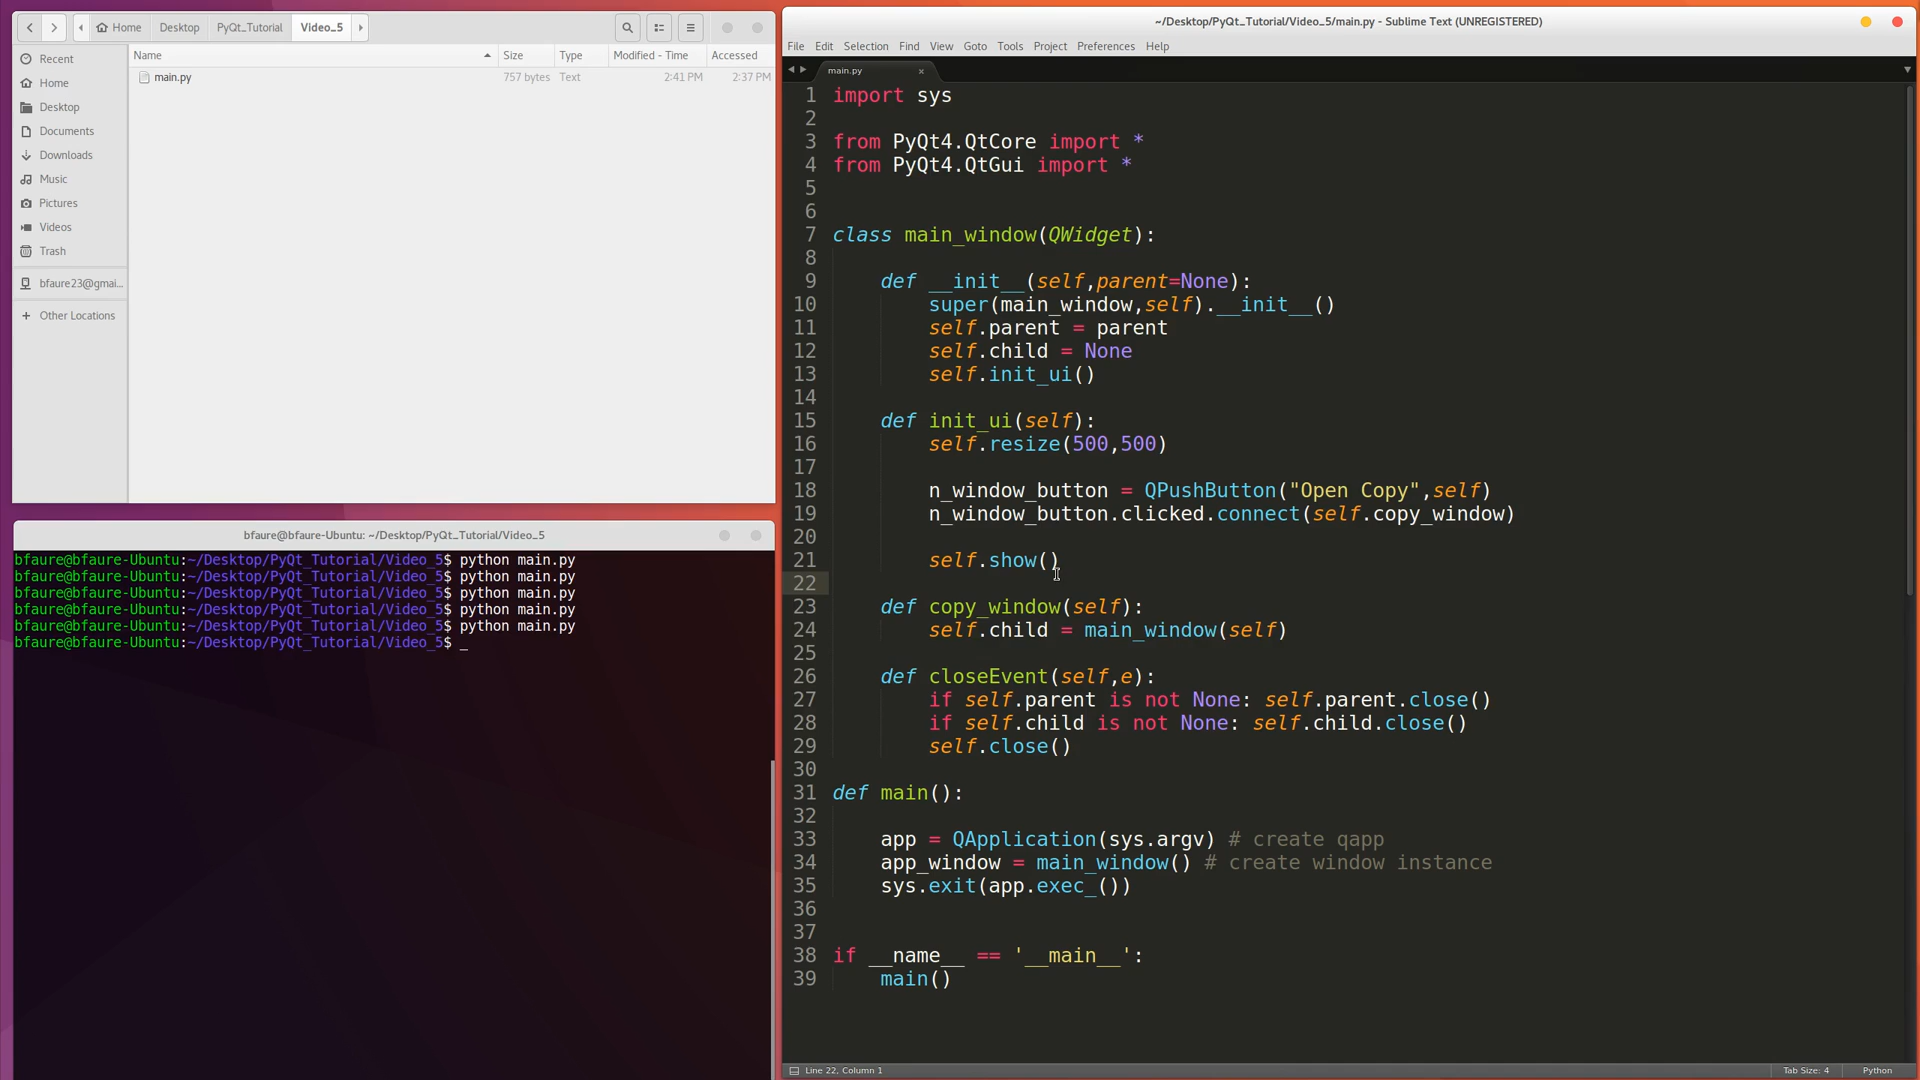 Home Desktop PyQt_Tutorial Video_5
Name Size Type Modified - Time Accessed
main.py 757 bytes Text 2:41 PM 2:37 PM
Recent
Home
Desktop
Documents
Downloads
Music
Pictures
Videos
Trash
bfaure23@gmai...
+ Other Locations
bfaure@bfaure-Ubuntu: ~/Desktop/PyQt_Tutorial/Video_5
bfaure@bfaure-Ubuntu:~/Desktop/PyQt_Tutorial/Video_5$ python main.py
bfaure@bfaure-Ubuntu:~/Desktop/PyQt_Tutorial/Video_5$ python main.py
bfaure@bfaure-Ubuntu:~/Desktop/PyQt_Tutorial/Video_5$ python main.py
bfaure@bfaure-Ubuntu:~/Desktop/PyQt_Tutorial/Video_5$ python main.py
bfaure@bfaure-Ubuntu:~/Desktop/PyQt_Tutorial/Video_5$ python main.py
bfaure@bfaure-Ubuntu:~/Desktop/PyQt_Tutorial/Video_5$ _
~/Desktop/PyQt_Tutorial/Video_5/main.py - Sublime Text (UNREGISTERED)
File Edit Selection Find View Goto Tools Project Preferences Help
main.py
1 import sys
2
3 from PyQt4.QtCore import *
4 from PyQt4.QtGui import *
5
6
7 class main_window(QWidget):
8
9     def __init__(self,parent=None):
10         super(main_window,self).__init__()
11         self.parent = parent
12         self.child = None
13         self.init_ui()
14
15     def init_ui(self):
16         self.resize(500,500)
17
18         n_window_button = QPushButton("Open Copy",self)
19         n_window_button.clicked.connect(self.copy_window)
20
21         self.show()
22
23     def copy_window(self):
24         self.child = main_window(self)
25
26     def closeEvent(self,e):
27         if self.parent is not None: self.parent.close()
28         if self.child is not None: self.child.close()
29         self.close()
30
31 def main():
32
33     app = QApplication(sys.argv) # create qapp
34     app_window = main_window() # create window instance
35     sys.exit(app.exec_())
36
37
38 if __name__ == '__main__':
39     main()
Line 22, Column 1 Tab Size: 4 Python